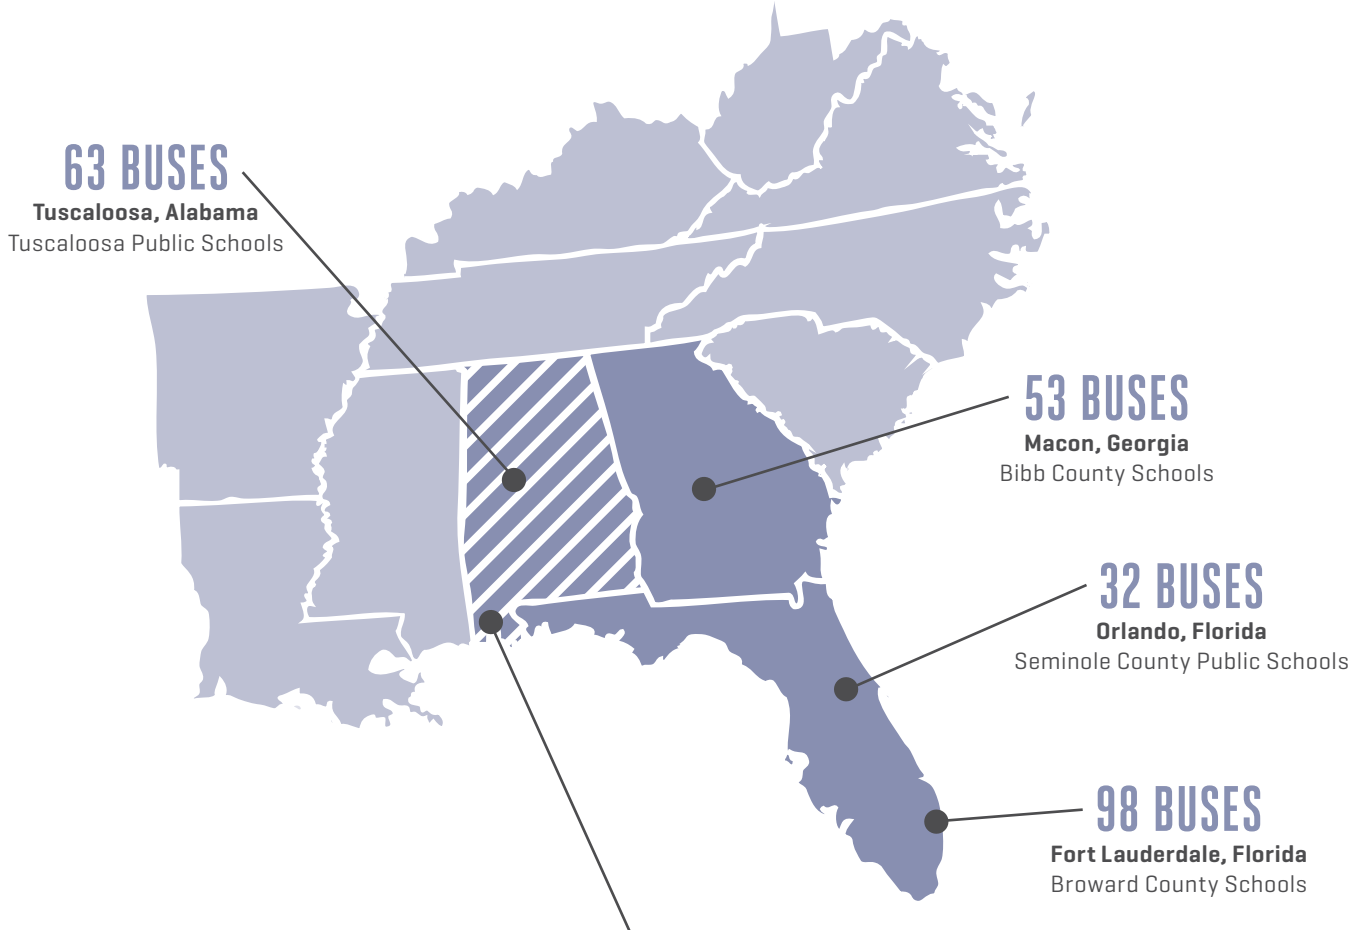 63 BUSES
Tuscaloosa, Alabama
Tuscaloosa Public Schools
53 BUSES
Macon, Georgia
Bibb County Schools
32 BUSES
Orlando, Florida
Seminole County Public Schools
98 BUSES
Fort Lauderdale, Florida
Broward County Schools